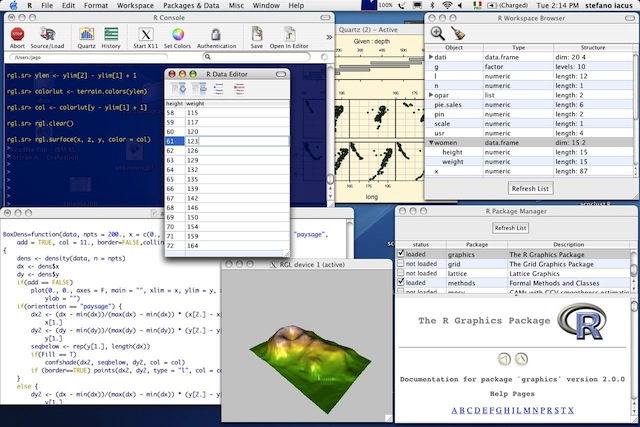 R File Edit Format Workspace Packages & Data Misc Window Help
100% (Charged) Tue 2:14 PM stefano iacus
R Console
Abort Source/Load Quartz History Start X11 Set Colors Authentication Save Open In Editor
/Users/jago
rgl.sr> ylen <- ylim[2] - ylim[1] + 1
rgl.sr> colorlut <- terrain.colors(ylen)
rgl.sr> col <- colorlut[y - ylim[1] + 1]
rgl.sr> rgl.clear()
rgl.sr> rgl.surface(x, z, y, color = col)
>
>
>
>
>
R Data Editor
height weight
58 115
59 117
60 120
61 123
62 126
63 129
64 132
65 135
66 139
67 142
68 146
69 150
70 154
71 159
72 164
Quartz (2) - Active
Given : depth
long
R Workspace Browser
Object Type Structure
dati data.frame dim: 20 4
g factor levels: 10
l numeric length: 12
n numeric length: 1
opar list length: 2
pie.sales numeric length: 6
pin numeric length: 2
scale numeric length: 1
usr numeric length: 4
women data.frame dim: 15 2
height numeric length: 15
weight numeric length: 15
x numeric length: 87
Refresh List
R Package Manager
Refresh List
status Package Description
loaded graphics The R Graphics Package
not loaded grid The Grid Graphics Package
not loaded lattice Lattice Graphics
loaded methods Formal Methods and Classes
not loaded mgcv GAMs with GCV smoothness estimatio
The R Graphics Package
R
Documentation for package `graphics' version 2.0.0
Help Pages
A B C D E F G H I L M N P R S T X
BoxDens=function(data, npts = 200., x = c(0.,
"paysage",
add = TRUE, col = 11., border=FALSE,collin
{
dens <- density(data, n = npts)
dx <- dens$x
dy <- dens$y
if(add == FALSE)
plot(0., 0., axes = F, main = "", xlim = x, ylim = y, x
ylab = "")
if(orientation == "paysage") {
dx2 <- (dx - min(dx))/(max(dx) - min(dx)) * (x[2.] - x
x[1.]
dy2 <- (dy - min(dy))/(max(dy) - min(dy)) * (y[2.] - y
y[1.]
seqbelow <- rep(y[1.], length(dx))
if(Fill == T)
confshade(dx2, seqbelow, dy2, col = col)
if (border==TRUE) points(dx2, dy2, type = "l", col = co
}
else {
dy2 <- (dx - min(dx))/(max(dx) - min(dx)) * (y[2.] - y
y[1.]
RGL device 1 (active)